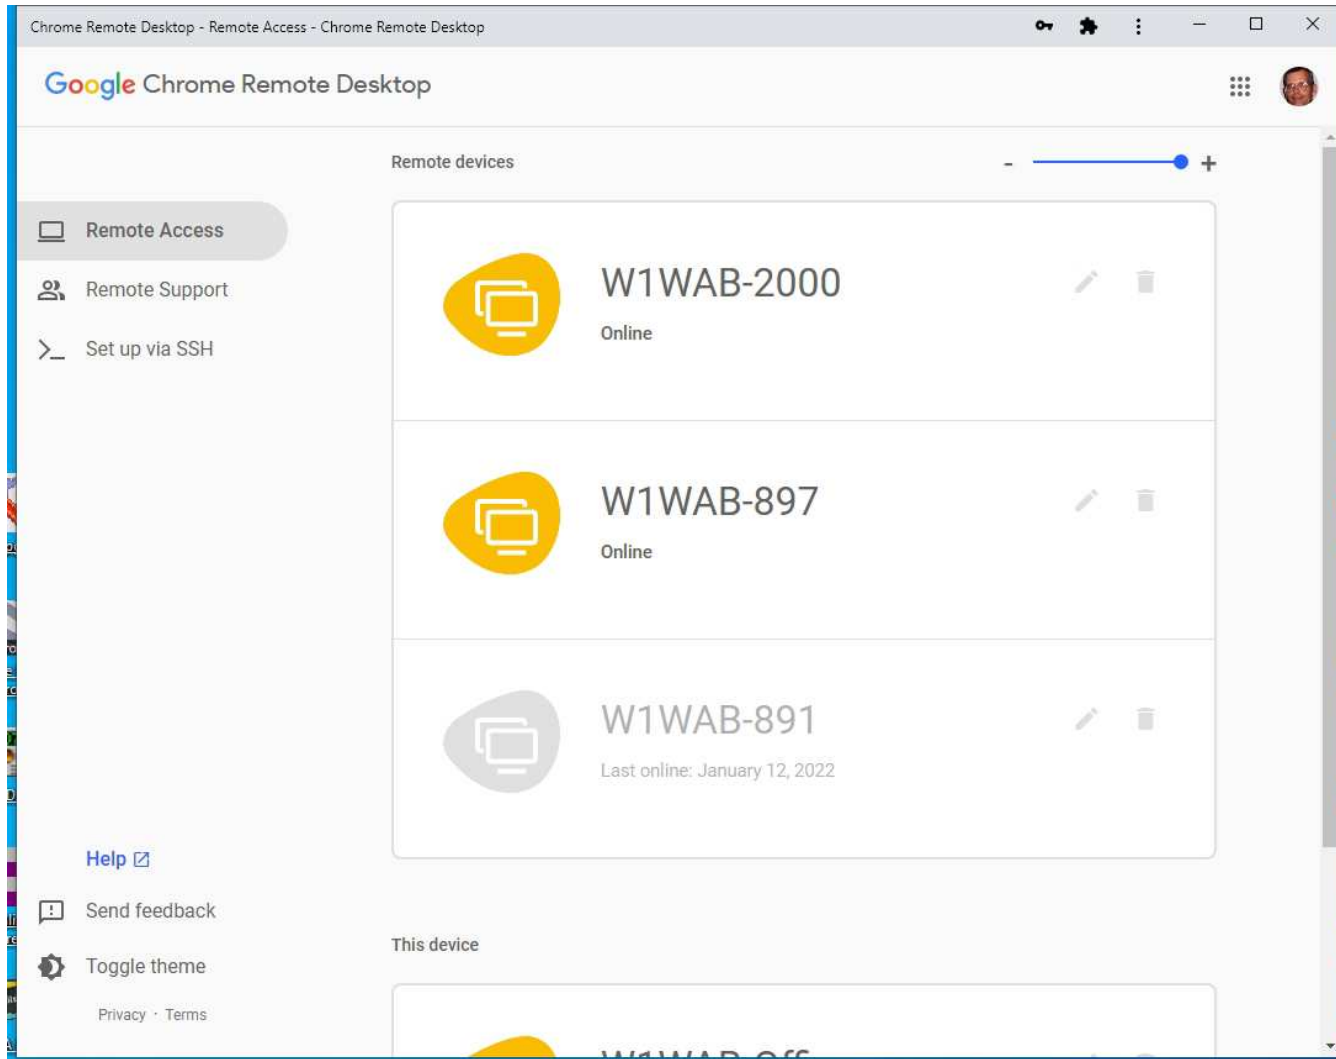 Chrome Remote Desktop - Remote Access - Chrome Remote Desktop
Google Chrome Remote Desktop
Remote devices
- +
Remote Access
Remote Support
Set up via SSH
W1WAB-2000
Online
W1WAB-897
Online
W1WAB-891
Last online: January 12, 2022
Help
Send feedback
Toggle theme
Privacy · Terms
This device
W1WAB-Off